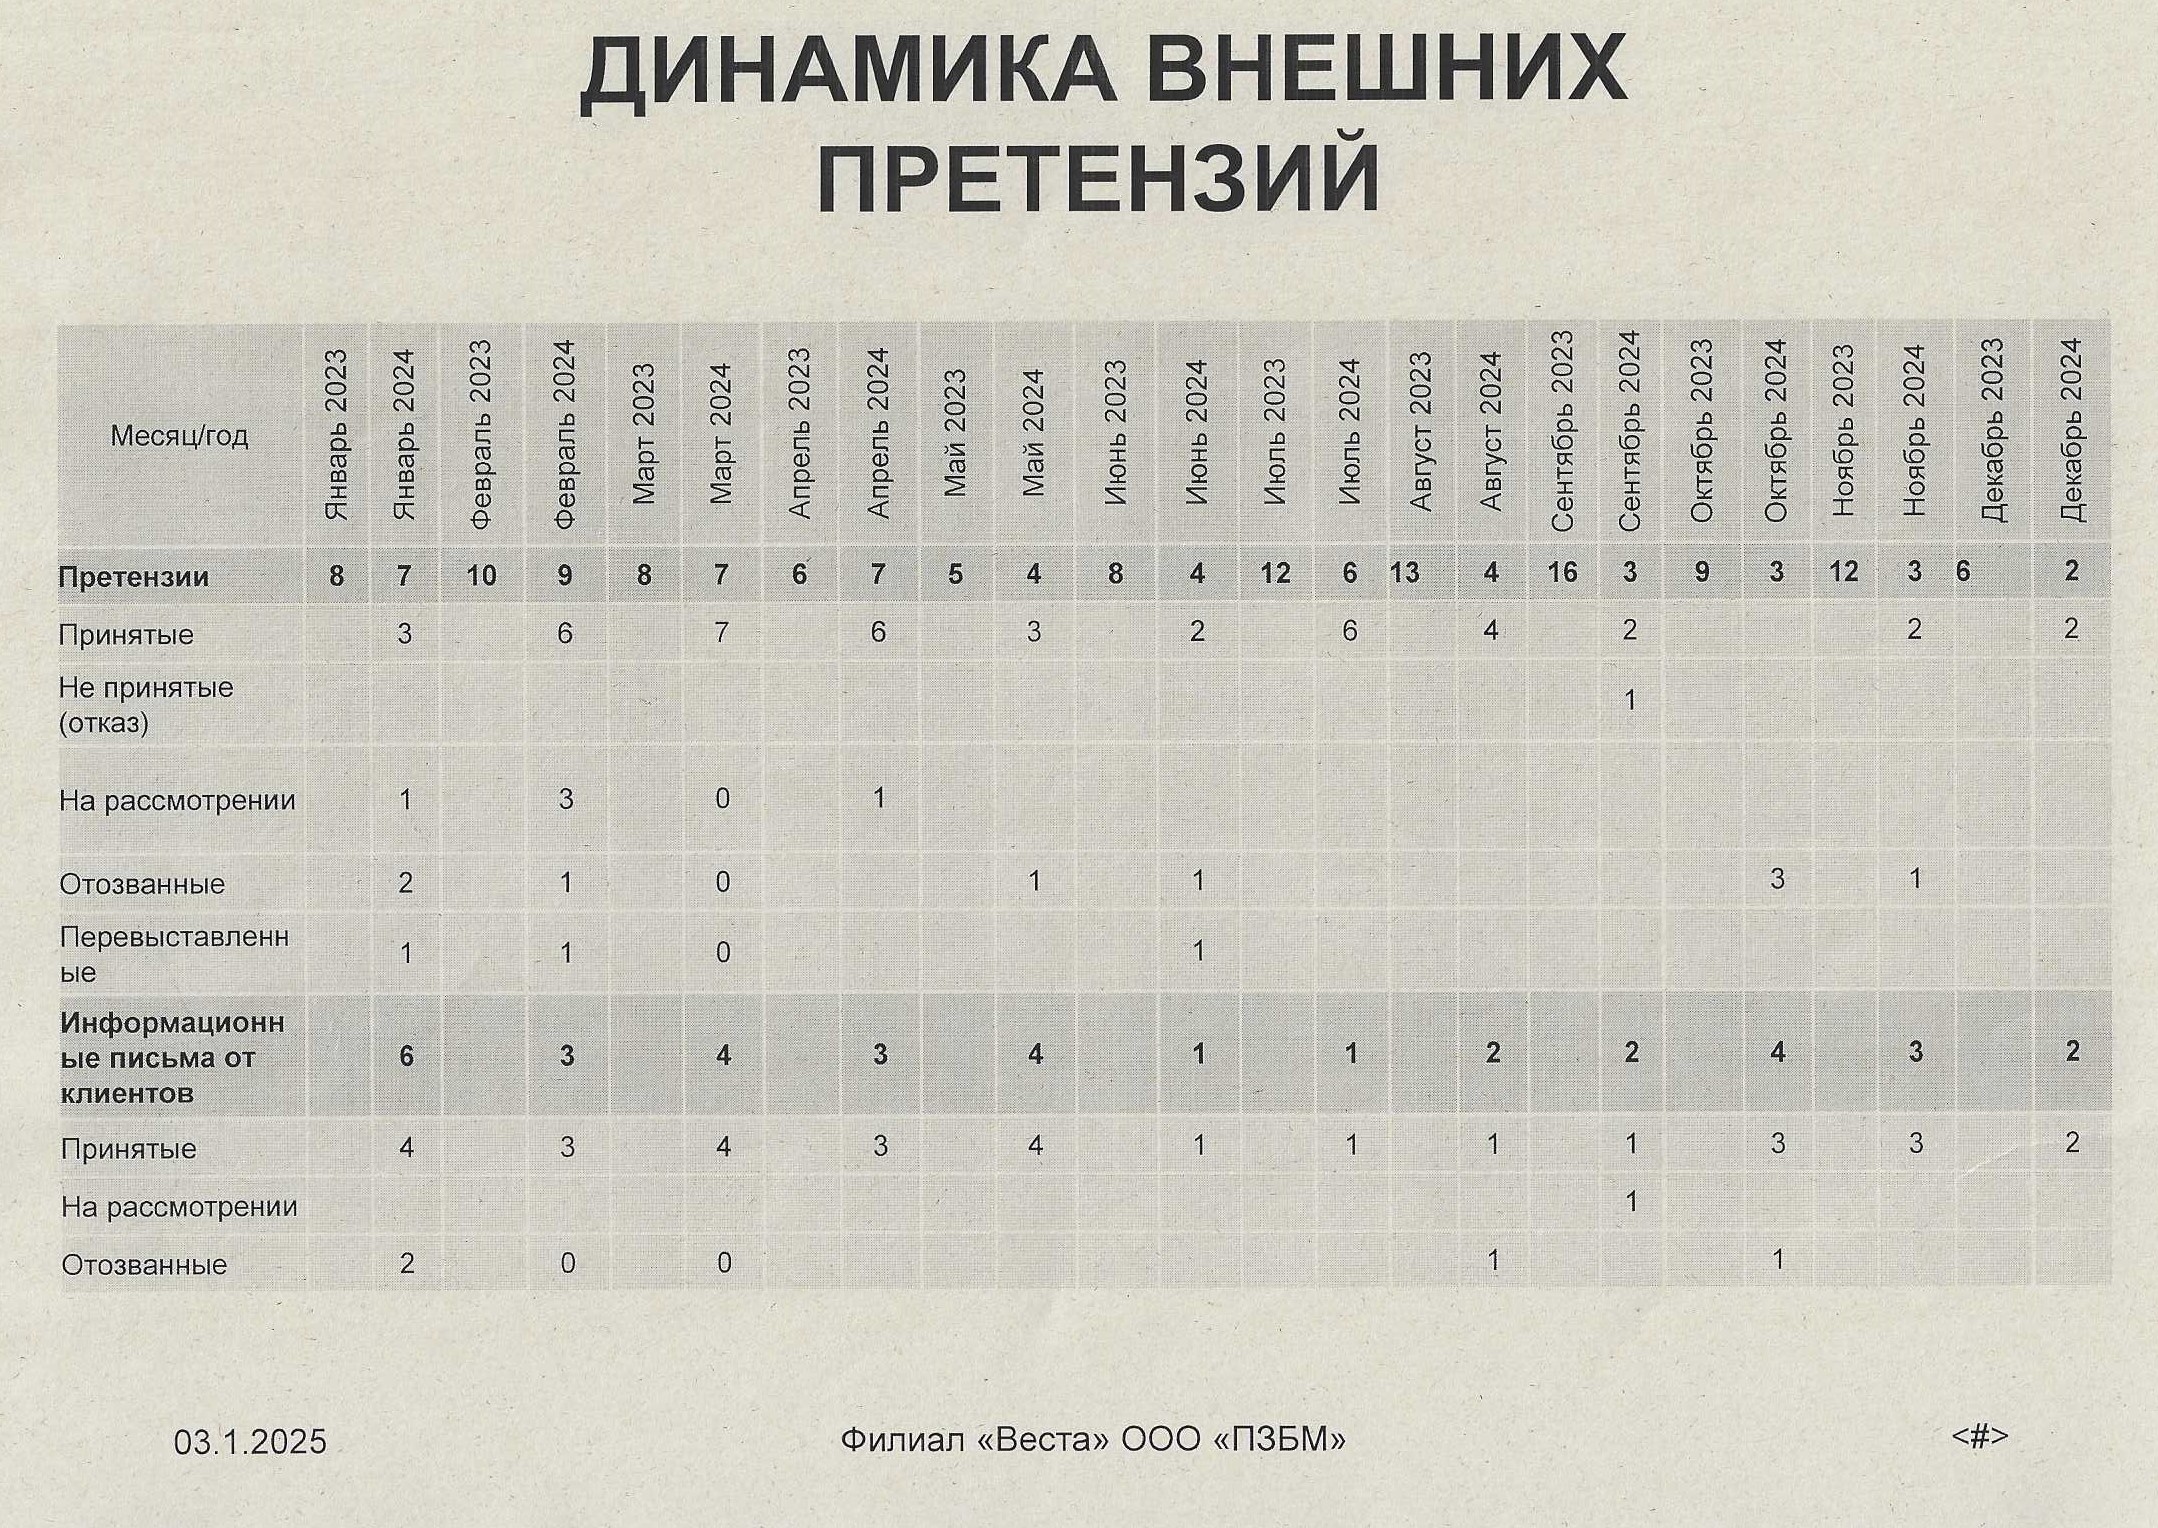 ДИНАМИКА ВНЕШНИХ
ПРЕТЕНЗИЙ
Месяц/год Январь 2023 Январь 2024 Февраль 2023 Февраль 2024 Март 2023 Март 2024 Апрель 2023 Апрель 2024 Май 2023 Май 2024 Июнь 2023 Июнь 2024 Июль 2023 Июль 2024 Август 2023 Август 2024 Сентябрь 2023 Сентябрь 2024 Октябрь 2023 Октябрь 2024 Ноябрь 2023 Ноябрь 2024 Декабрь 2023 Декабрь 2024
Претензии 8 7 10 9 8 7 6 7 5 4 8 4 12 6 13 4 16 3 9 3 12 3 6 2
Принятые 3 6 7 6 3 2 6 4 2 2 2
Не принятые
(отказ) 1
На рассмотрении 1 3 0 1
Отозванные 2 1 0 1 1 3 1
Перевыставленн
ые 1 1 0 1
Информационн
ые письма от
клиентов 6 3 4 3 4 1 1 2 2 4 3 2
Принятые 4 3 4 3 4 1 1 1 1 3 3 2
На рассмотрении 1
Отозванные 2 0 0 1 1
03.1.2025 Филиал «Веста» ООО «ПЗБМ» <#>